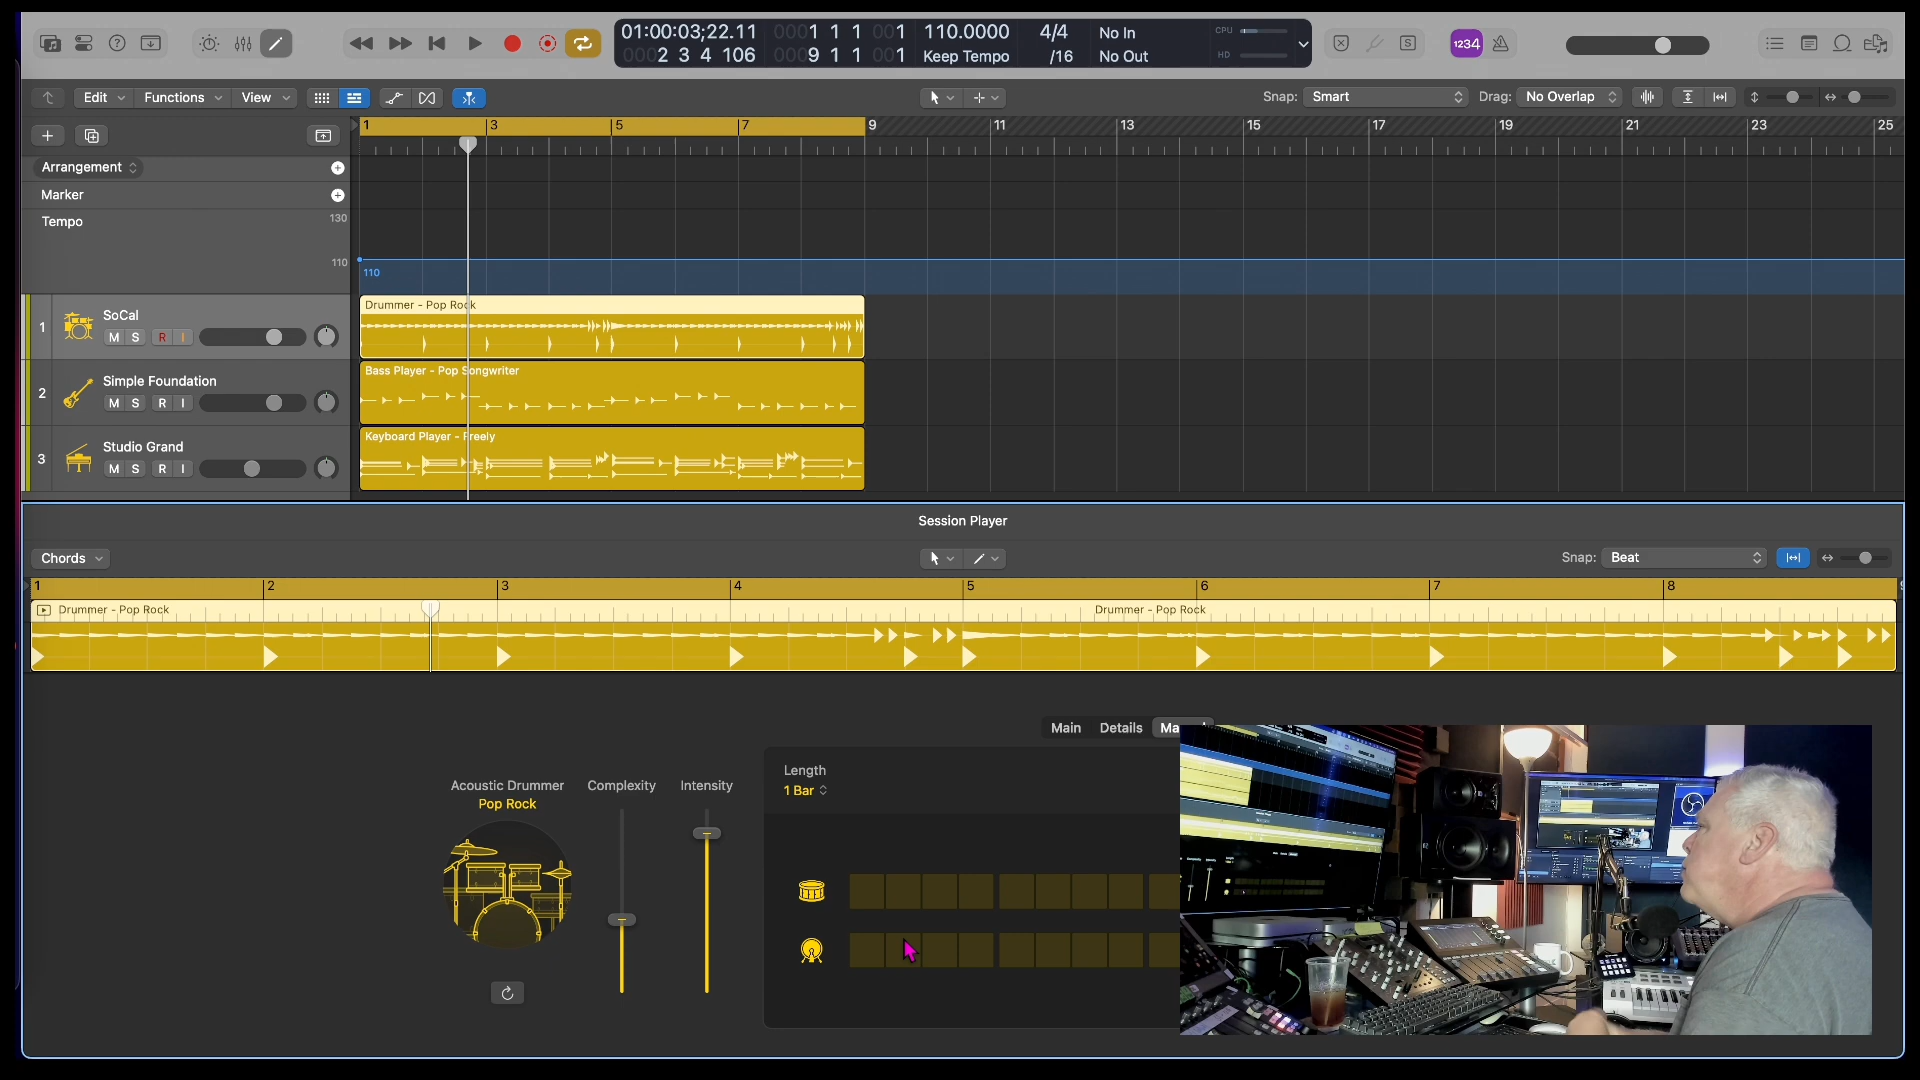 01:00:03;22.11 0001 1 1 001 110.0000 4/4 No In CPU
0002 3 4 106 0009 1 1 001 Keep Tempo /16 No Out HD
1234
Edit Functions View Snap: Smart Drag: No Overlap
1 3 5 7 9 11 13 15 17 19 21 23 25
Arrangement
Marker
Tempo 130
110
110
1 SoCal
M S R I
Drummer - Pop Rock
2 Simple Foundation
M S R I
Bass Player - Pop Songwriter
3 Studio Grand
M S R I
Keyboard Player - Freely
Session Player
Chords Snap: Beat
1 2 3 4 5 6 7 8
Drummer - Pop Rock Drummer - Pop Rock
Main Details
Acoustic Drummer Complexity Intensity
Pop Rock
Length
1 Bar